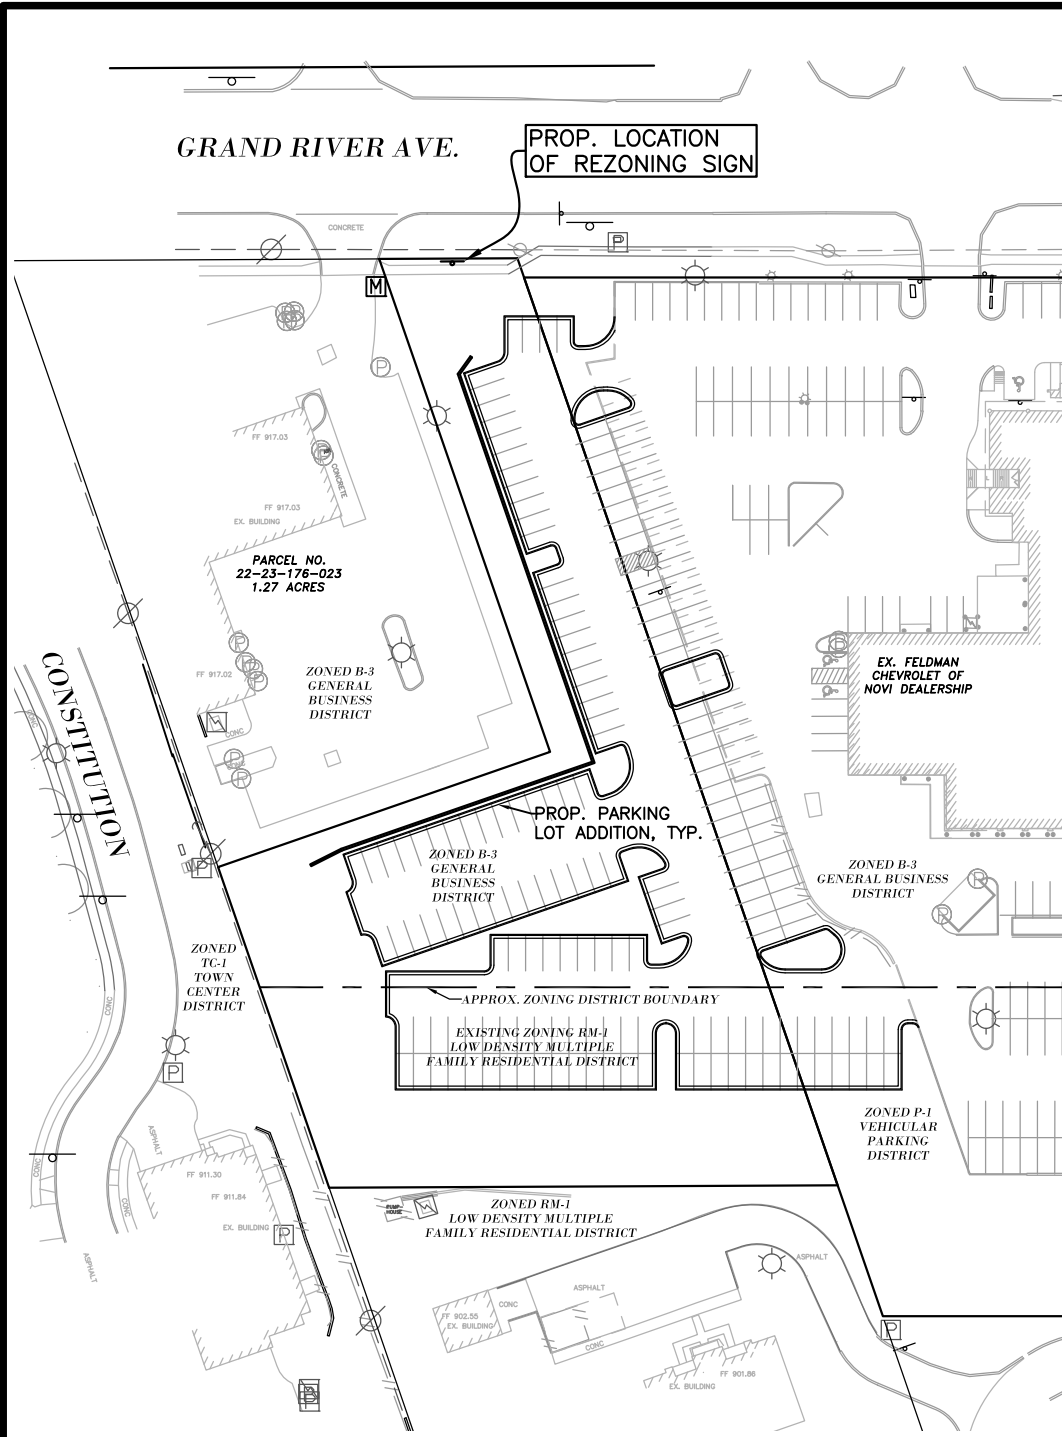 GRAND RIVER AVE.
PROP. LOCATION
OF REZONING SIGN
CONCRETE
P
M
P
FF 917.03
CONCRETE
FF 917.03
EX. BUILDING
PARCEL NO.
22-23-176-023
1.27 ACRES
ZONED B-3
GENERAL
BUSINESS
DISTRICT
FF 917.02
CONC
CONC
EX. FELDMAN
CHEVROLET OF
NOVI DEALERSHIP
CONSTITUTION
CONC
PROP. PARKING
LOT ADDITION, TYP.
P
ZONED B-3
GENERAL
BUSINESS
DISTRICT
ZONED B-3
GENERAL BUSINESS
DISTRICT
ZONED
TC-1
TOWN
CENTER
DISTRICT
CONC
APPROX. ZONING DISTRICT BOUNDARY
EXISTING ZONING RM-1
LOW DENSITY MULTIPLE
FAMILY RESIDENTIAL DISTRICT
P
ZONED P-1
VEHICULAR
PARKING
DISTRICT
ASPHALT
CONC
CONC
FF 911.30
FF 911.84
EX. BUILDING
P
ASPHALT
PUMP-
HOUSE
ZONED RM-1
LOW DENSITY MULTIPLE
FAMILY RESIDENTIAL DISTRICT
ASPHALT
ASPHALT
CONC
FF 902.55
EX. BUILDING
CONC
P
FF 901.86
EX. BUILDING